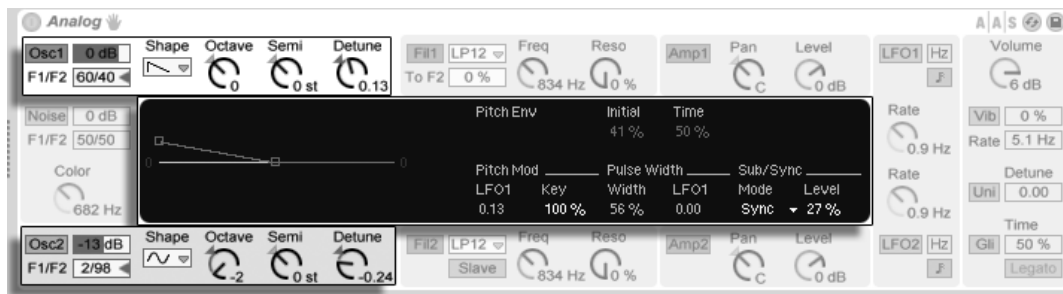 Analog
A A S
Osc1 0 dB Shape Octave Semi Detune Fil1 LP12 Freq Reso Amp1 Pan Level LFO1 Hz Volume
F1/F2 60/40 0 0 st 0.13 To F2 0 % 834 Hz 0 % C 0 dB -6 dB
Noise 0 dB Pitch Env Initial Time Rate Vib 0 %
F1/F2 50/50 41 % 50 % 0.9 Hz Rate 5.1 Hz
0 0
Color Pitch Mod Pulse Width Sub/Sync Rate Detune
LFO1 Key Width LFO1 Mode Level Uni 0.00
682 Hz 0.13 100 % 56 % 0.00 Sync 27 % 0.9 Hz
Time
Osc2 -13 dB Shape Octave Semi Detune Fil2 LP12 Freq Reso Amp2 Pan Level LFO2 Hz Gli 50 %
F1/F2 2/98 -2 0 st -0.24 Slave 834 Hz 0 % C 0 dB Legato